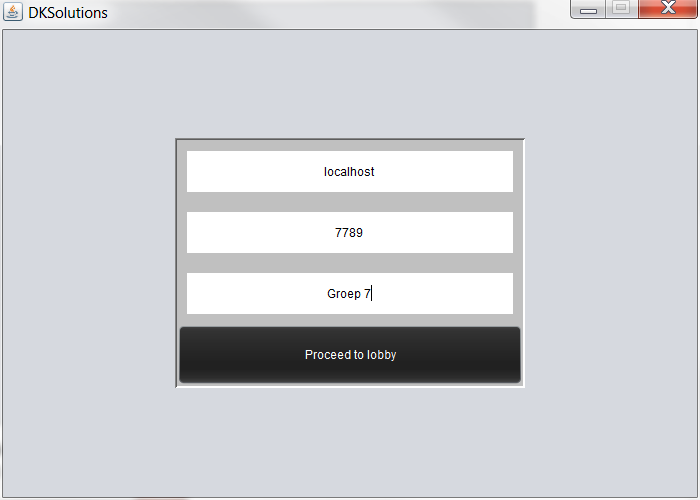 DKSolutions
localhost
7789
Groep 7
Proceed to lobby